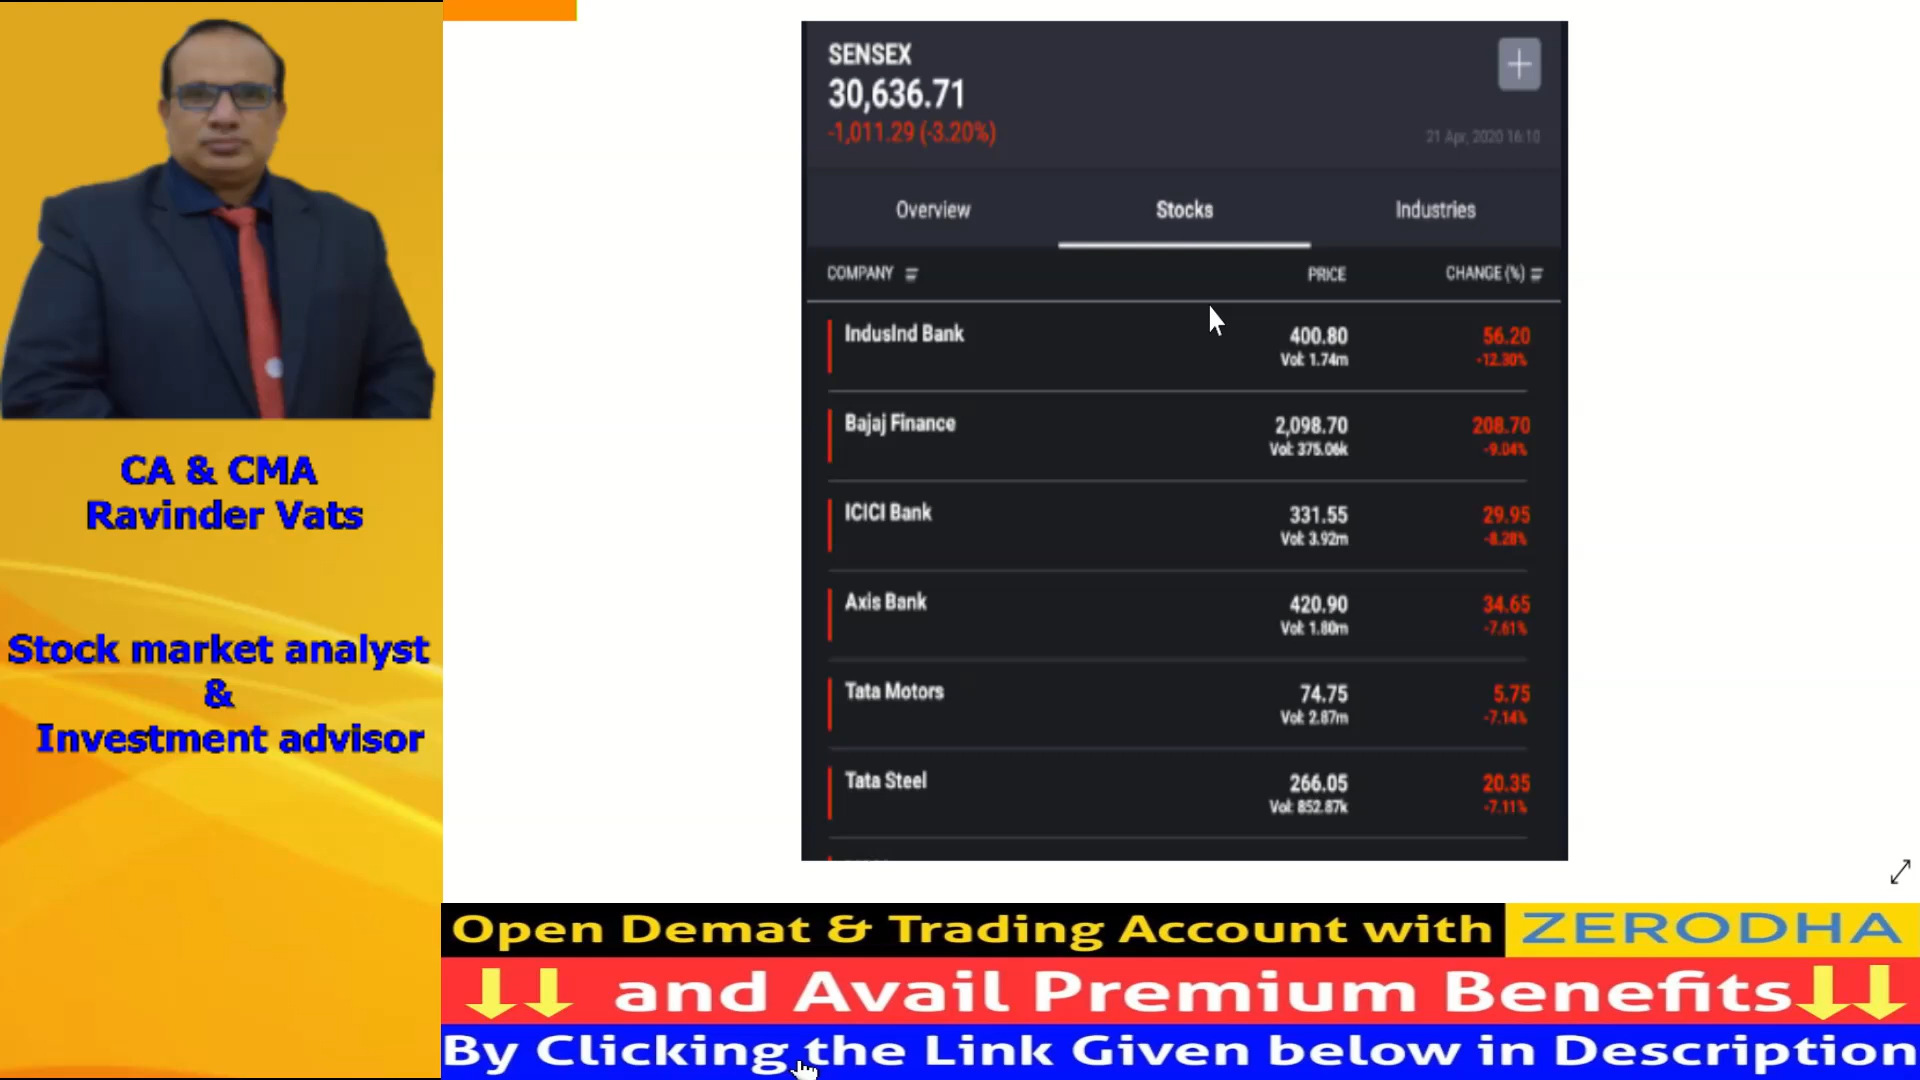 CA & CMA
Ravinder Vats
Stock market analyst
&
Investment advisor
SENSEX
30,636.71
-1,011.29 (-3.20%)
21 Apr, 2020 16:10
Overview Stocks Industries
COMPANY PRICE CHANGE (%)
IndusInd Bank 400.80 56.20
Vol: 1.74m -12.30%
Bajaj Finance 2,098.70 208.70
Vol: 375.06k -9.04%
ICICI Bank 331.55 29.95
Vol: 3.92m -8.28%
Axis Bank 420.90 34.65
Vol: 1.80m -7.61%
Tata Motors 74.75 5.75
Vol: 2.87m -7.14%
Tata Steel 266.05 20.35
Vol: 852.87k -7.11%
Open Demat & Trading Account with ZERODHA
and Avail Premium Benefits
By Clicking the Link Given below in Description